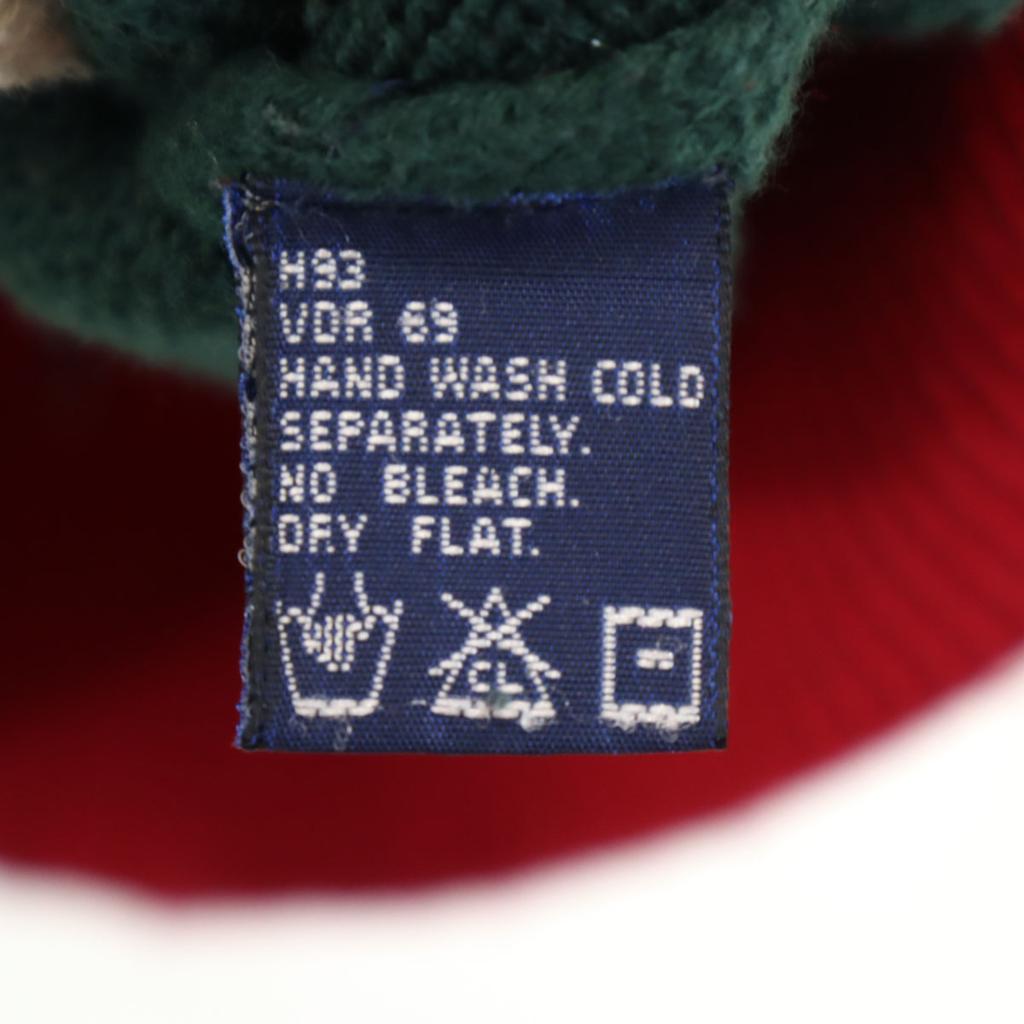 H93
VDR 69
HAND WASH COLD
SEPARATELY.
NO BLEACH.
DRY FLAT.
CL